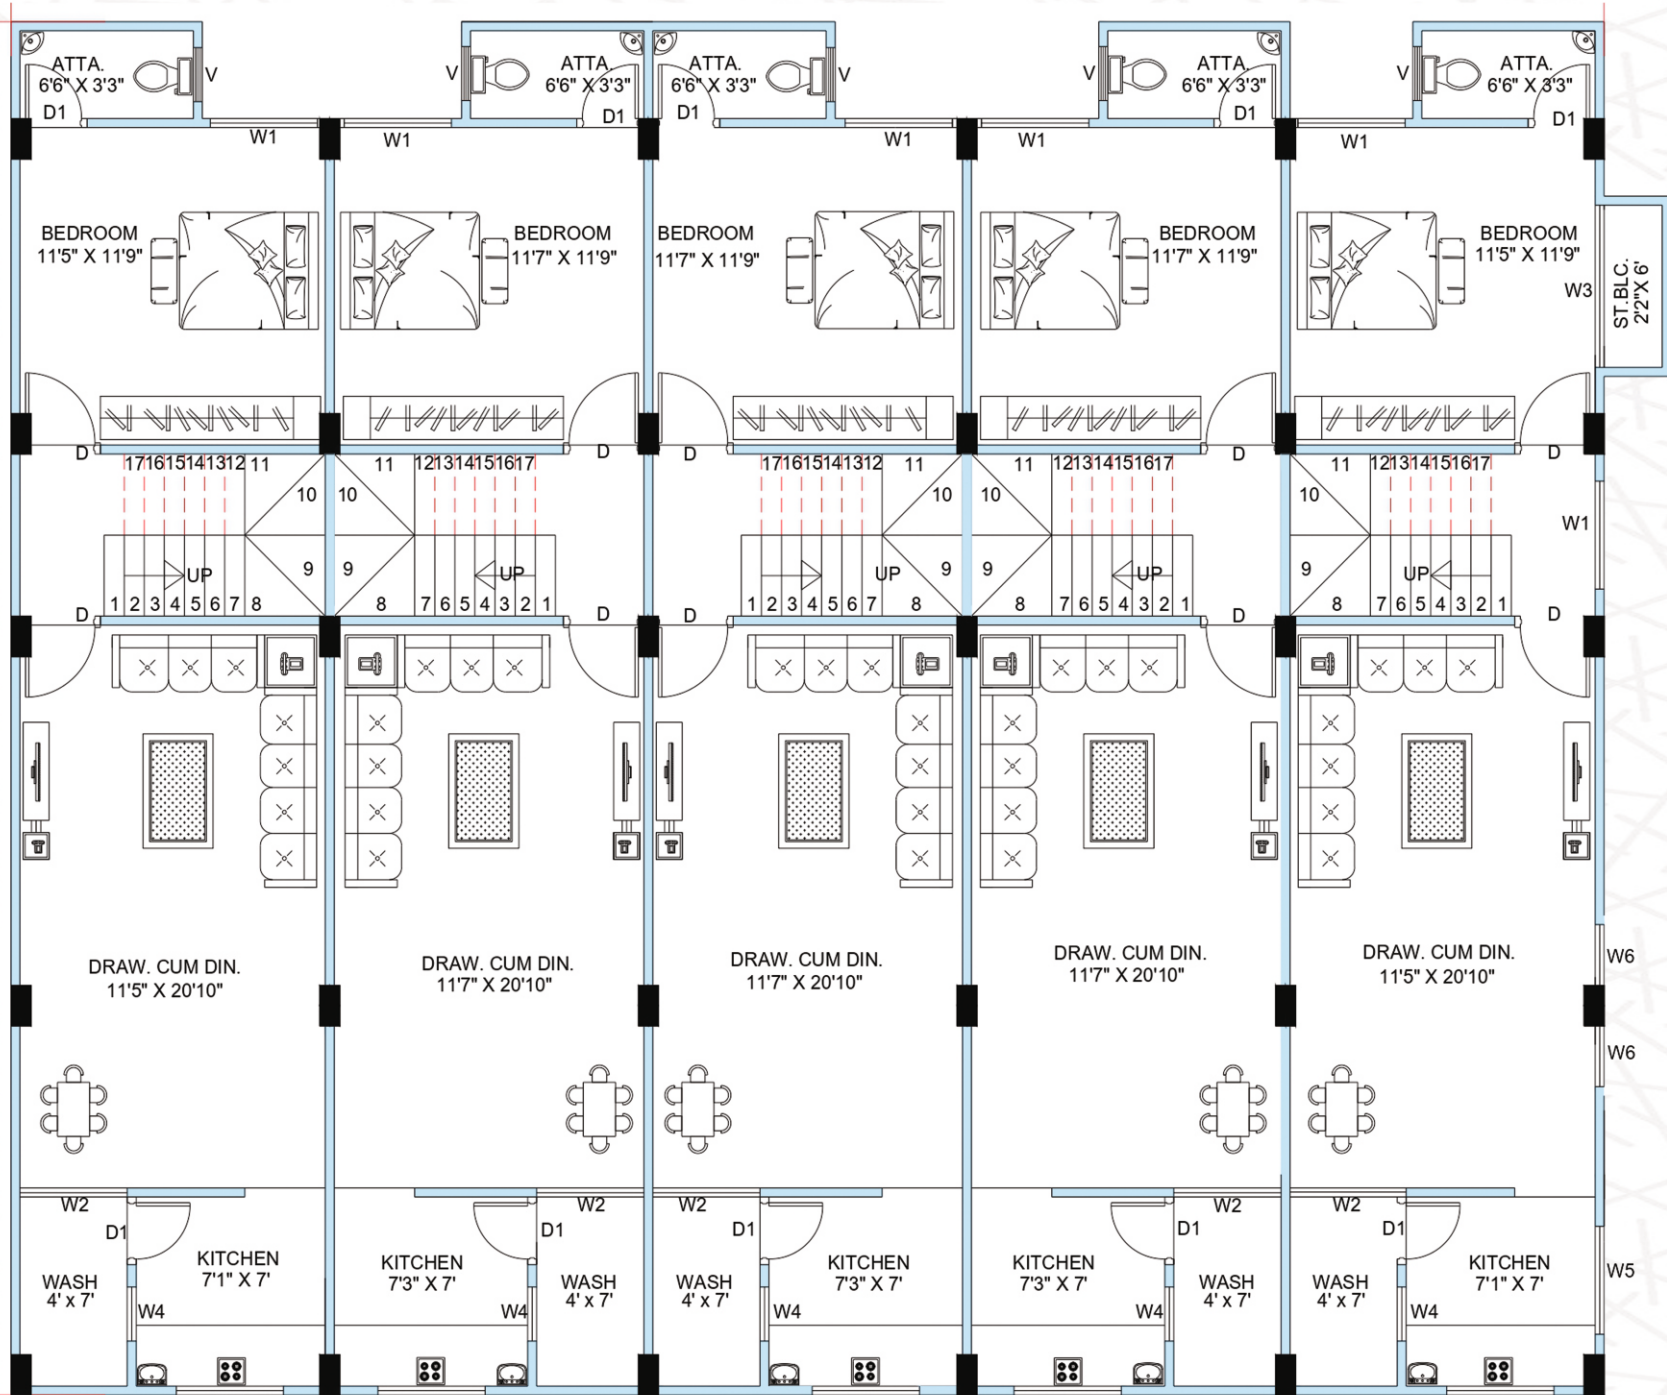 ATTA.
6'6" X 3'3"
D1
V
V
ATTA.
6'6" X 3'3"
D1
ATTA.
6'6" X 3'3"
D1
V
V
ATTA.
6'6" X 3'3"
D1
V
ATTA.
6'6" X 3'3"
D1
W1
W1
W1
W1
W1
BEDROOM
11'5" X 11'9"
BEDROOM
11'7" X 11'9"
BEDROOM
11'7" X 11'9"
BEDROOM
11'7" X 11'9"
BEDROOM
11'5" X 11'9"
W3
ST.BLC.
2'2"X 6'
D
D
D
D
D
17 16 15 14 13 12 11
11 12 13 14 15 16 17
17 16 15 14 13 12 11
11 12 13 14 15 16 17
11 12 13 14 15 16 17
10
10
10
10
10
W1
9
9
9
9
9
UP
UP
UP
UP
UP
1 2 3 4 5 6 7 8
8 7 6 5 4 3 2 1
1 2 3 4 5 6 7 8
8 7 6 5 4 3 2 1
8 7 6 5 4 3 2 1
D
D
D
D
D
DRAW. CUM DIN.
11'5" X 20'10"
DRAW. CUM DIN.
11'7" X 20'10"
DRAW. CUM DIN.
11'7" X 20'10"
DRAW. CUM DIN.
11'7" X 20'10"
DRAW. CUM DIN.
11'5" X 20'10"
W6
W6
W2
W2
W2
W2
W2
D1
D1
D1
D1
D1
KITCHEN
7'1" X 7'
KITCHEN
7'3" X 7'
KITCHEN
7'3" X 7'
KITCHEN
7'3" X 7'
KITCHEN
7'1" X 7'
W5
WASH
4' x 7'
WASH
4' x 7'
WASH
4' x 7'
WASH
4' x 7'
WASH
4' x 7'
W4
W4
W4
W4
W4